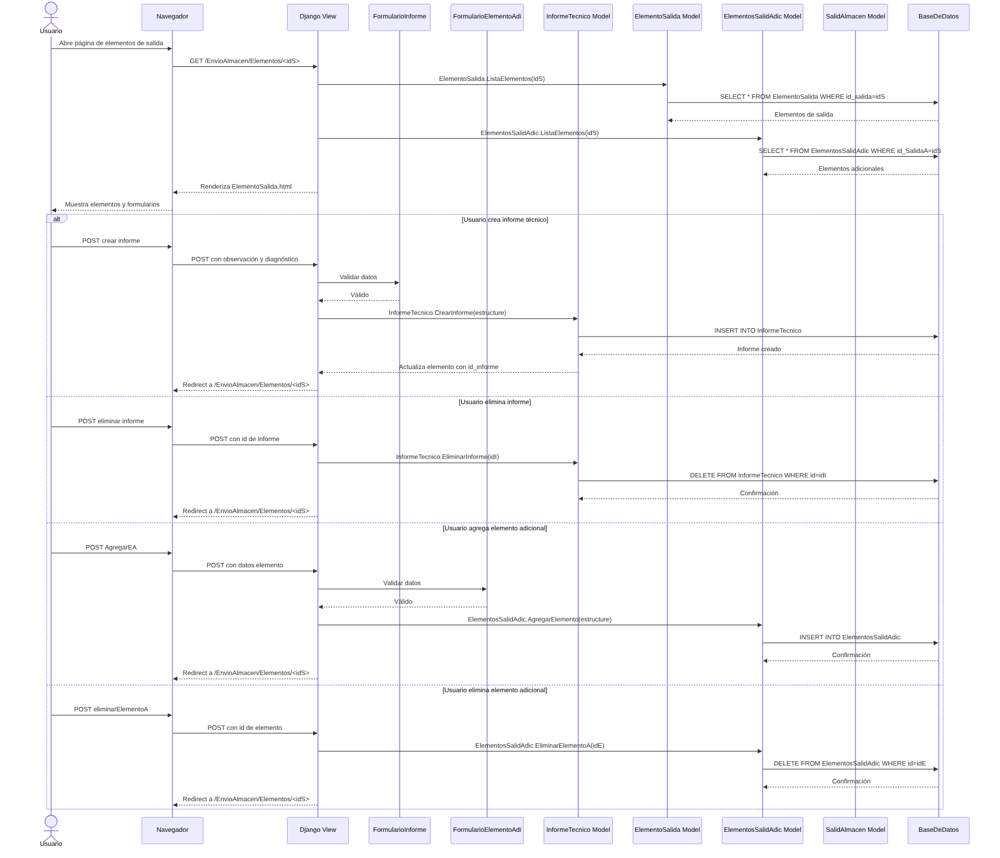 Usuario
Navegador
Django View
FormularioInforme
FormularioElementoAdi
InformeTecnico Model
ElementoSalida Model
ElementosSalidAdic Model
SalidAlmacen Model
BaseDeDatos
Abre página de elementos de salida
GET /EnvioAlmacen/Elementos/<idS>
ElementoSalida.ListaElementos(idS)
SELECT * FROM ElementoSalida WHERE id_salida=idS
Elementos de salida
ElementosSalidAdic.ListaElementos(idS)
SELECT * FROM ElementosSalidAdic WHERE id_SalidaA=idS
Elementos adicionales
Renderiza ElementoSalida.html
Muestra elementos y formularios
alt
[Usuario crea informe técnico]
POST crear informe
POST con observación y diagnóstico
Validar datos
Válido
InformeTecnico.CrearInforme(estructure)
INSERT INTO InformeTecnico
Informe creado
Actualiza elemento con id_informe
Redirect a /EnvioAlmacen/Elementos/<idS>
[Usuario elimina informe]
POST eliminar informe
POST con id de informe
InformeTecnico.EliminarInforme(idI)
DELETE FROM InformeTecnico WHERE id=idI
Confirmación
Redirect a /EnvioAlmacen/Elementos/<idS>
[Usuario agrega elemento adicional]
POST AgregarEA
POST con datos elemento
Validar datos
Válido
ElementosSalidAdic.AgregarElemento(estructure)
INSERT INTO ElementosSalidAdic
Confirmación
Redirect a /EnvioAlmacen/Elementos/<idS>
[Usuario elimina elemento adicional]
POST eliminarElementoA
POST con id de elemento
ElementosSalidAdic.EliminarElementoA(idE)
DELETE FROM ElementosSalidAdic WHERE id=idE
Confirmación
Redirect a /EnvioAlmacen/Elementos/<idS>
Usuario
Navegador
Django View
FormularioInforme
FormularioElementoAdi
InformeTecnico Model
ElementoSalida Model
ElementosSalidAdic Model
SalidAlmacen Model
BaseDeDatos